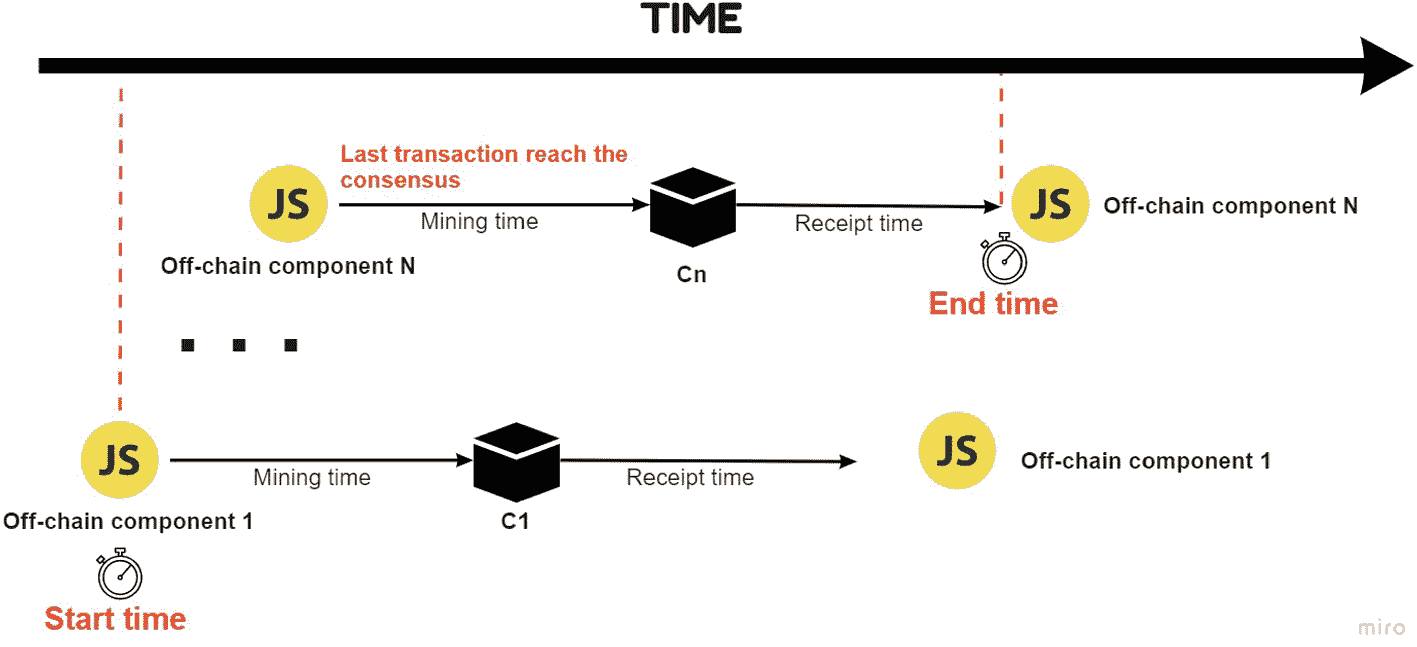 TIME
Last transaction reach the
consensus
JS
Mining time
Receipt time
JS
Off-chain component N
Off-chain component N
Cn
End time
JS
Mining time
Receipt time
JS
Off-chain component 1
Off-chain component 1
C1
Start time
miro